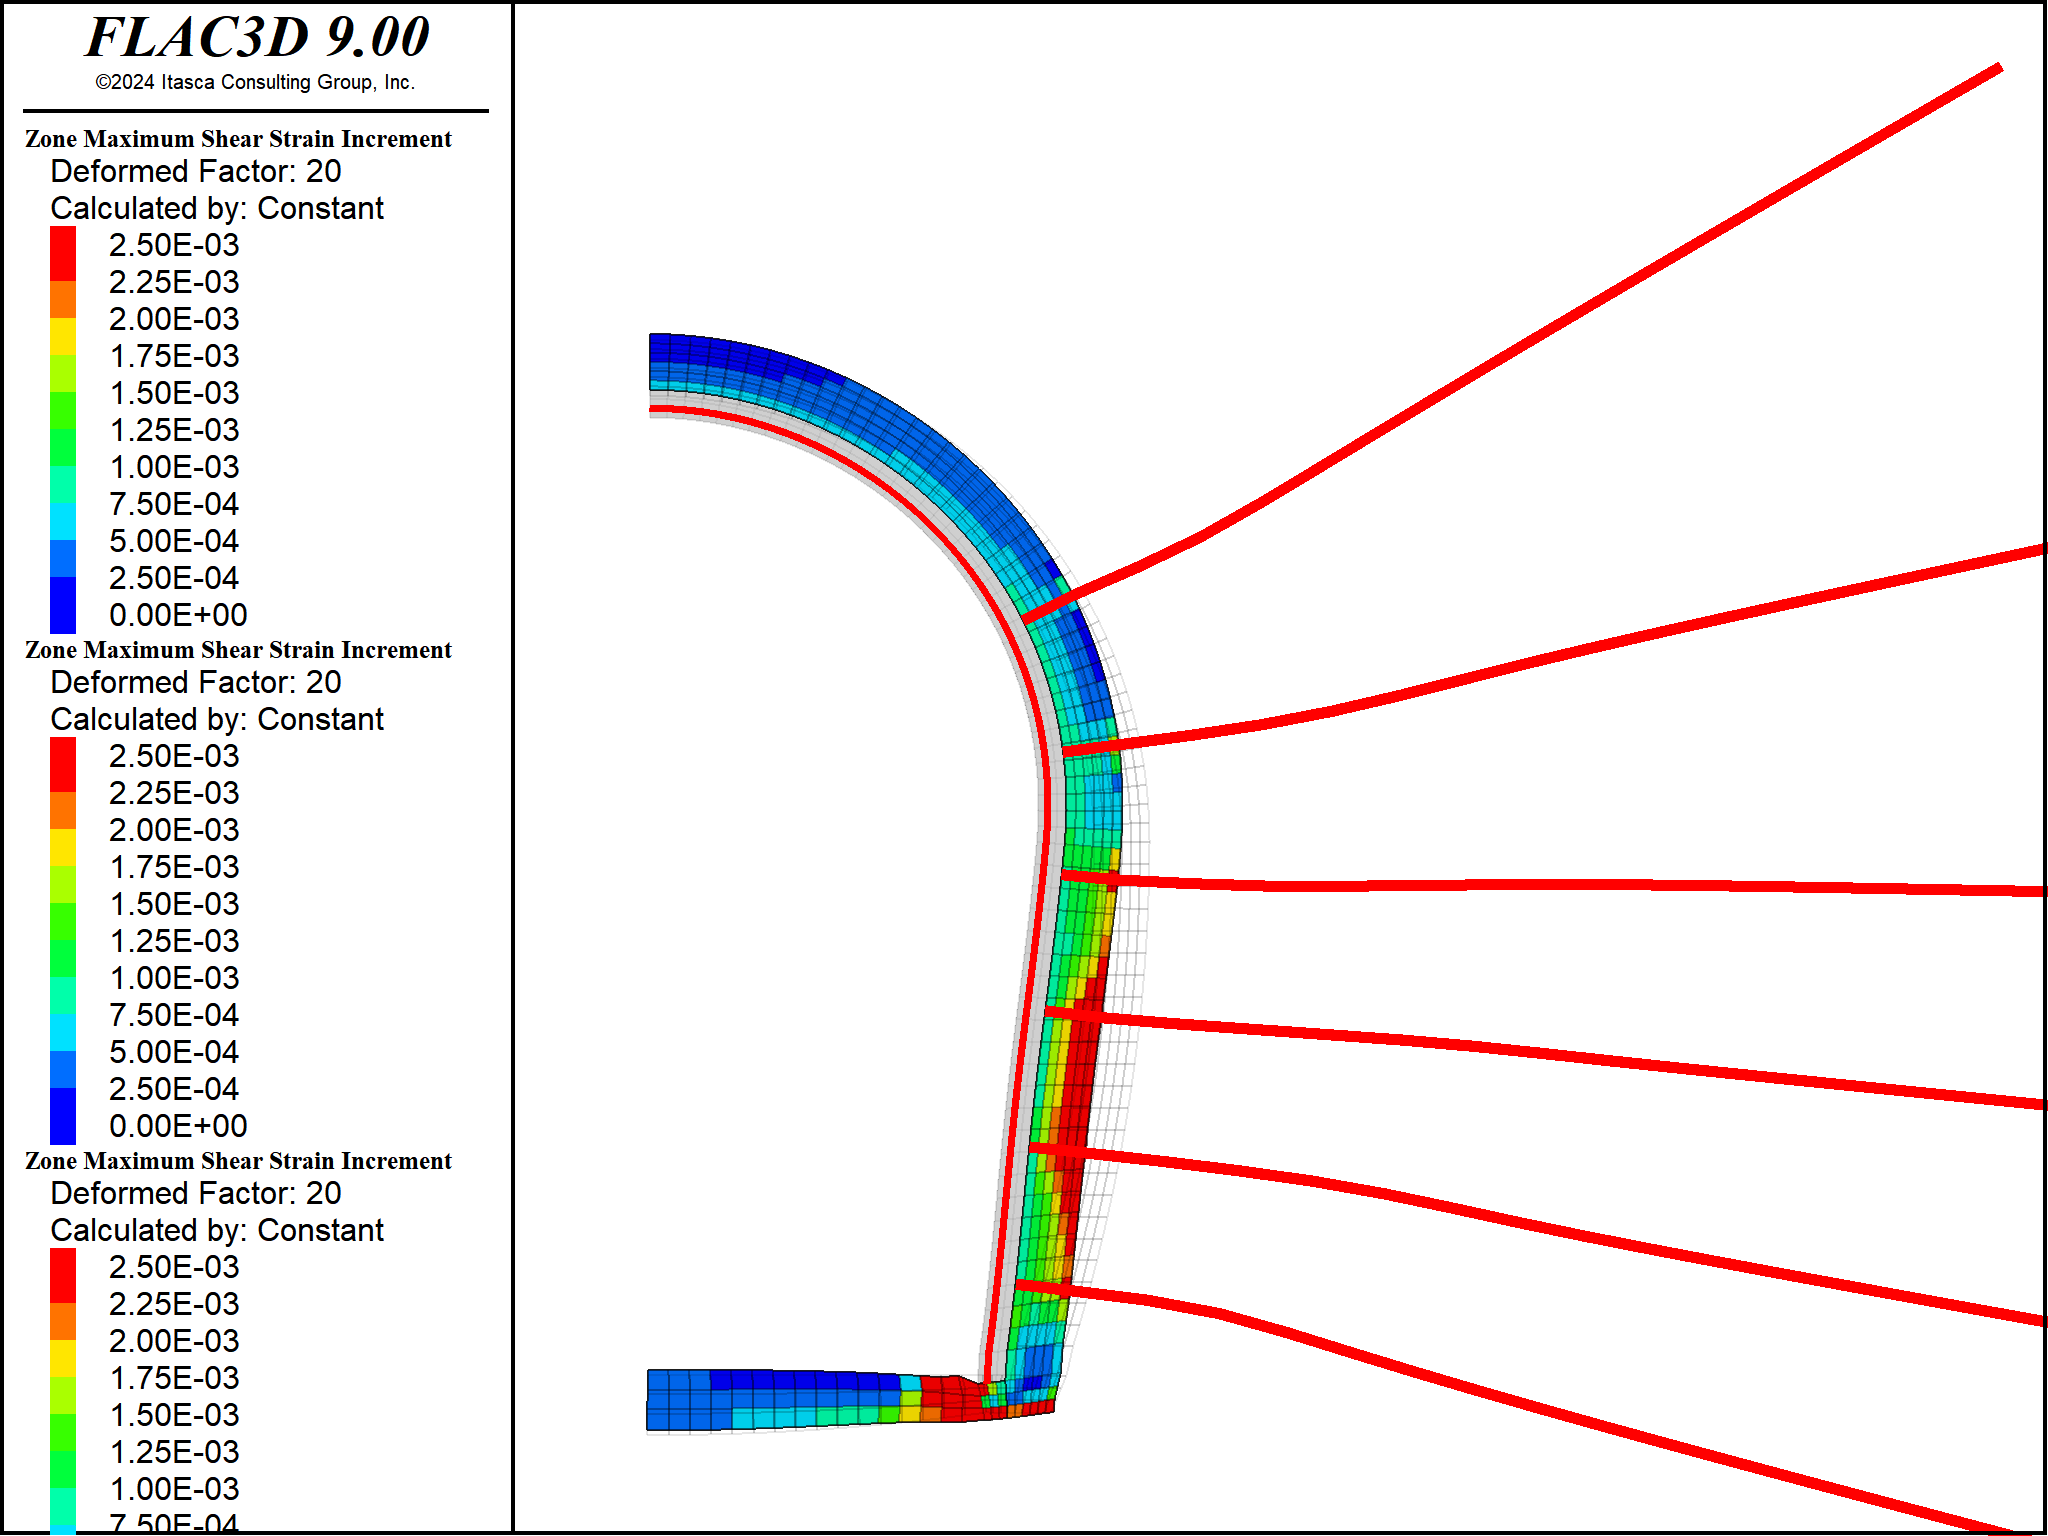 FLAC3D 9.00
©2024 Itasca Consulting Group, Inc.
Zone Maximum Shear Strain Increment
Deformed Factor: 20
Calculated by: Constant
2.50E-03
2.25E-03
2.00E-03
1.75E-03
1.50E-03
1.25E-03
1.00E-03
7.50E-04
5.00E-04
2.50E-04
0.00E+00
Zone Maximum Shear Strain Increment
Deformed Factor: 20
Calculated by: Constant
2.50E-03
2.25E-03
2.00E-03
1.75E-03
1.50E-03
1.25E-03
1.00E-03
7.50E-04
5.00E-04
2.50E-04
0.00E+00
Zone Maximum Shear Strain Increment
Deformed Factor: 20
Calculated by: Constant
2.50E-03
2.25E-03
2.00E-03
1.75E-03
1.50E-03
1.25E-03
1.00E-03
7.50E-04